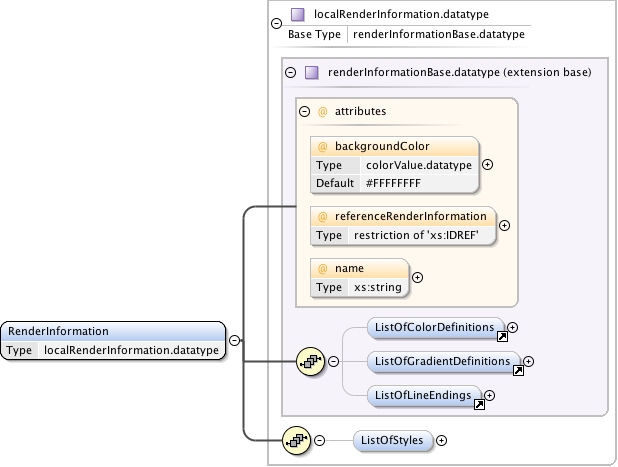 localRenderInformation.datatype
Base Type renderInformationBase.datatype
renderInformationBase.datatype (extension base)
@ attributes
@ backgroundColor
Type colorValue.datatype
Default #FFFFFFFF
@ referenceRenderInformation
Type restriction of 'xs:IDREF'
@ name
Type xs:string
RenderInformation
Type localRenderInformation.datatype
ListOfColorDefinitions
ListOfGradientDefinitions
ListOfLineEndings
ListOfStyles